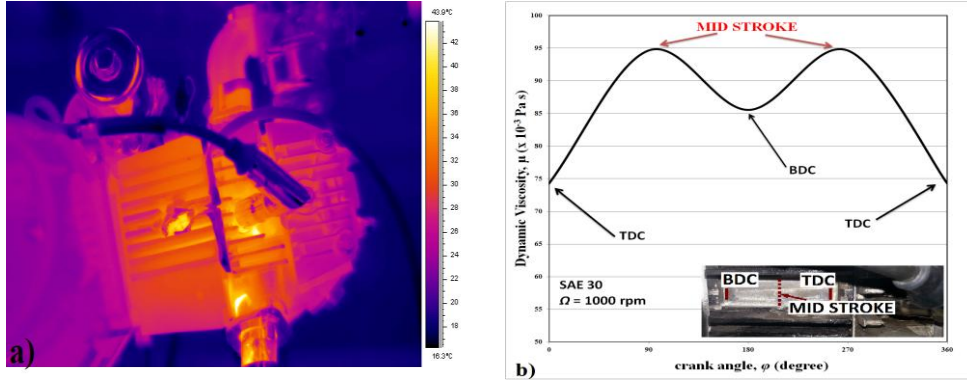 43.9°C
42
40
38
36
34
32
30
28
26
24
22
20
18
16.3°C
a)
100
95
90
85
80
75
70
65
60
55
50
Dynamic Viscosity, μ (x 10⁻³ Pa s)
MID STROKE
BDC
TDC
TDC
SAE 30
Ω = 1000 rpm
BDC
TDC
MID STROKE
0
90
180
270
360
crank angle, φ (degree)
b)